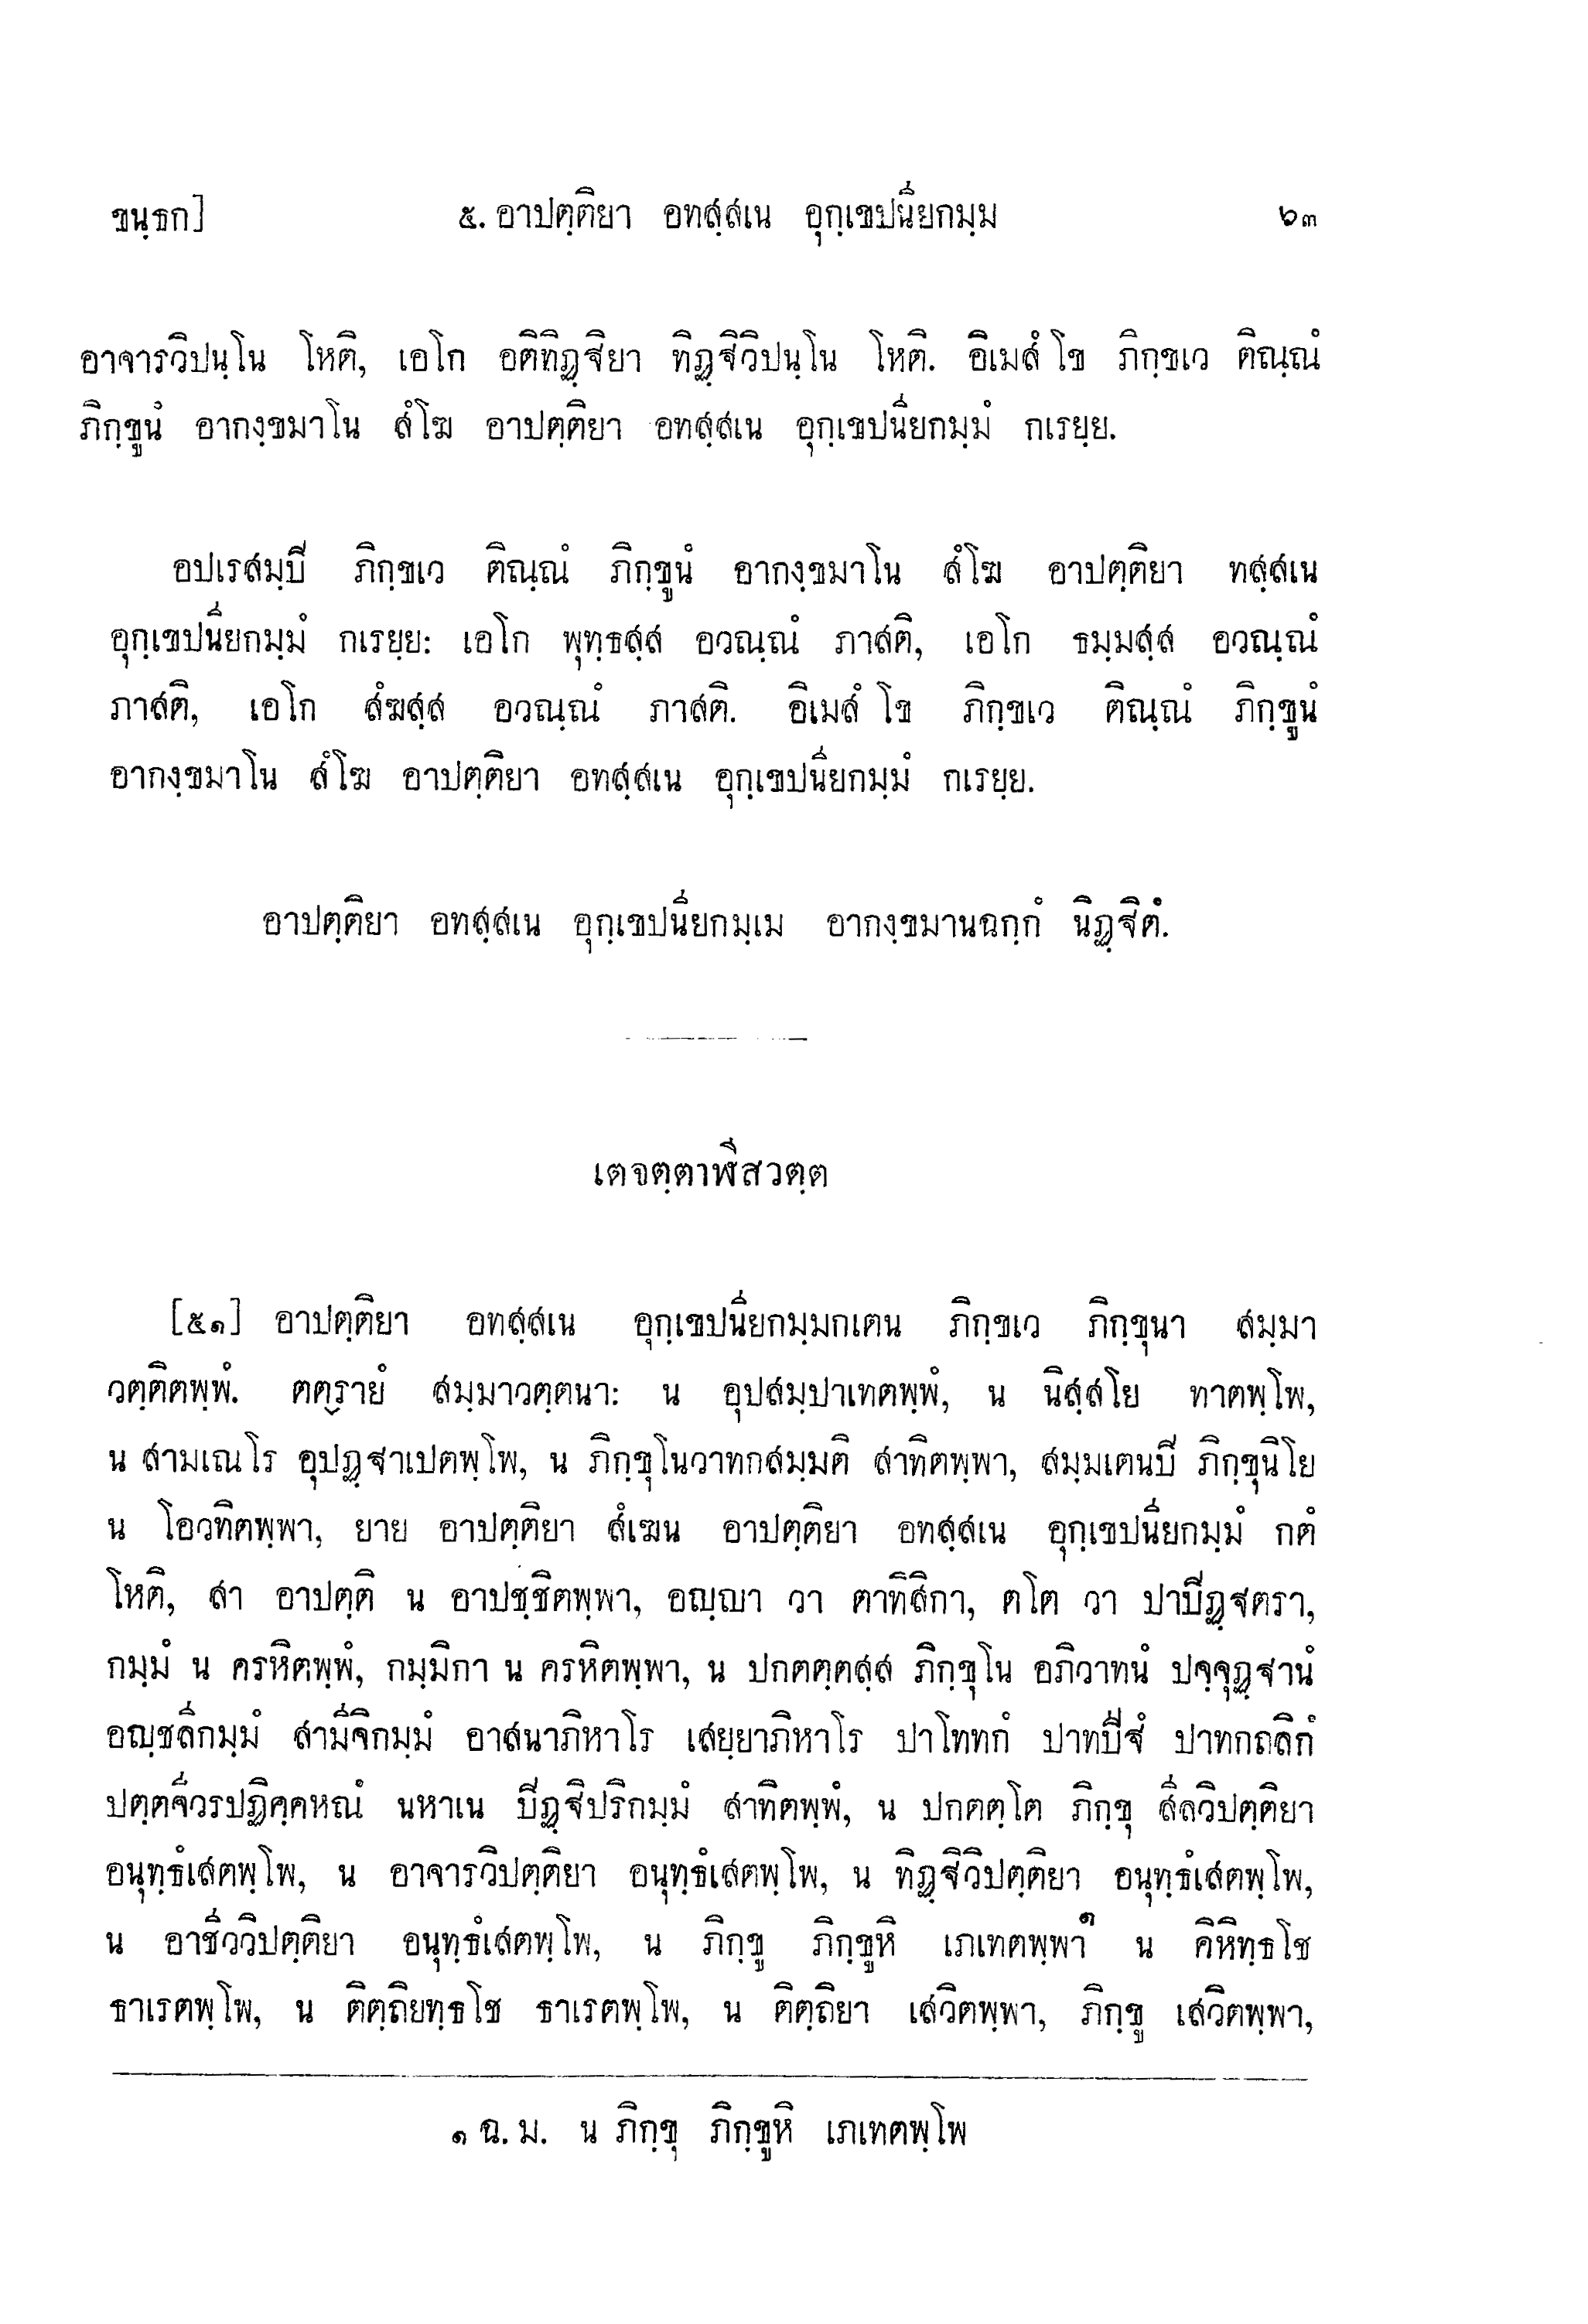 ขนฺธก]	๕. อาปตฺติยา อทสฺสเน อุกฺเขปนียกมฺม	๖๓
อาจารวิปนฺโน โหติ, เอโก อติทิฏฺฐิยา ทิฏฺฐิวิปนฺโน โหติ. อิเมสํ โข ภิกฺขเว ติณฺณํ
ภิกฺขูนํ อากงฺขมาโน สํโฆ อาปตฺติยา อทสฺสเน อุกฺเขปนียกมฺมํ กเรยฺย.
อปเรสมฺปิ ภิกฺขเว ติณฺณํ ภิกฺขูนํ อากงฺขมาโน สํโฆ อาปตฺติยา ทสฺสเน
อุกฺเขปนียกมฺมํ กเรยฺย: เอโก พุทฺธสฺส อวณฺณํ ภาสติ, เอโก ธมฺมสฺส อวณฺณํ
ภาสติ, เอโก สํฆสฺส อวณฺณํ ภาสติ. อิเมสํ โข ภิกฺขเว ติณฺณํ ภิกฺขูนํ
อากงฺขมาโน สํโฆ อาปตฺติยา อทสฺสเน อุกฺเขปนียกมฺมํ กเรยฺย.
อาปตฺติยา อทสฺสเน อุกฺเขปนียกมฺเม อากงฺขมานฉกฺกํ นิฏฺฐิตํ.
เตจตฺตาฬีสวตฺต
[๕๑] อาปตฺติยา อทสฺสเน อุกฺเขปนียกมฺมกเตน ภิกฺขเว ภิกฺขุนา สมฺมา
วตฺติตพฺพํ. ตตฺรายํ สมฺมาวตฺตนา: น อุปสมฺปาเทตพฺพํ, น นิสฺสโย ทาตพฺโพ,
น สามเณโร อุปฏฺฐาเปตพฺโพ, น ภิกฺขุโนวาทกสมฺมติ สาทิตพฺพา, สมฺมเตนปิ ภิกฺขุนิโย
น โอวทิตพฺพา, ยาย อาปตฺติยา สํเฆน อาปตฺติยา อทสฺสเน อุกฺเขปนียกมฺมํ กตํ
โหติ, สา อาปตฺติ น อาปชฺชิตพฺพา, อญฺญา วา ตาทิสิกา, ตโต วา ปาปิฏฺฐตรา,
กมฺมํ น ครหิตพฺพํ, กมฺมิกา น ครหิตพฺพา, น ปกตตฺตสฺส ภิกฺขุโน อภิวาทนํ ปจฺจุฏฺฐานํ
อญฺชลีกมฺมํ สามีจิกมฺมํ อาสนาภิหาโร เสยฺยาภิหาโร ปาโททกํ ปาทปีฐํ ปาทกถลิกํ
ปตฺตจีวรปฏิคฺคหณํ นหาเน ปิฏฺฐิปริกมฺมํ สาทิตพฺพํ, น ปกตตฺโต ภิกฺขุ สีลวิปตฺติยา
อนุทฺธํเสตพฺโพ, น อาจารวิปตฺติยา อนุทฺธํเสตพฺโพ, น ทิฏฺฐิวิปตฺติยา อนุทฺธํเสตพฺโพ,
น อาชีววิปตฺติยา อนุทฺธํเสตพฺโพ, น ภิกฺขู ภิกฺขูหิ เภเทตพฺพา๑ น คิหิทฺธโช
ธาเรตพฺโพ, น ติตฺถิยทฺธโช ธาเรตพฺโพ, น ติตฺถิยา เสวิตพฺพา, ภิกฺขู เสวิตพฺพา,
๑ ฉ. ม. น ภิกฺขุ ภิกฺขูหิ เภเทตพฺโพ